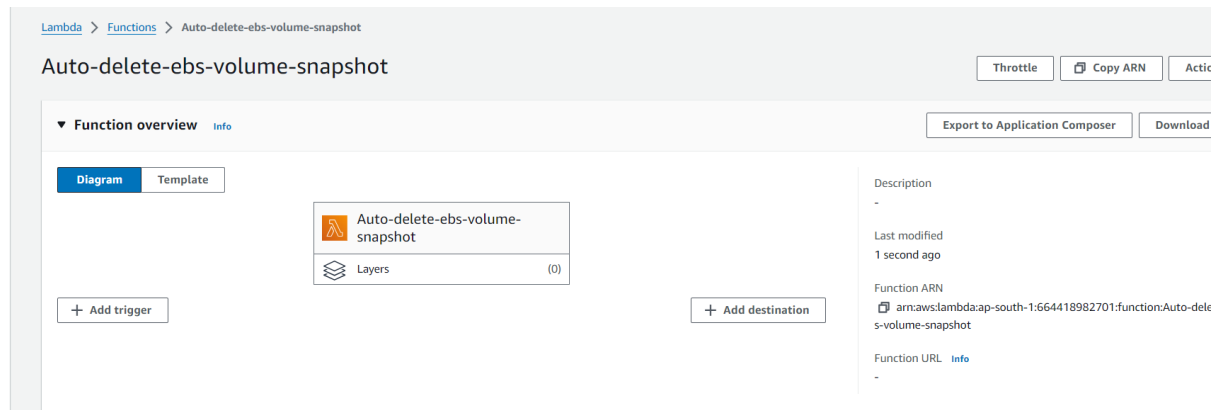 Lambda > Functions > Auto-delete-ebs-volume-snapshot
Auto-delete-ebs-volume-snapshot
Throttle
Copy ARN
Actio
Function overview Info
Export to Application Composer
Download
Diagram
Template
Auto-delete-ebs-volume-
snapshot
Layers (0)
+ Add trigger
+ Add destination
Description
-
Last modified
1 second ago
Function ARN
arn:aws:lambda:ap-south-1:664418982701:function:Auto-dele
s-volume-snapshot
Function URL Info
-